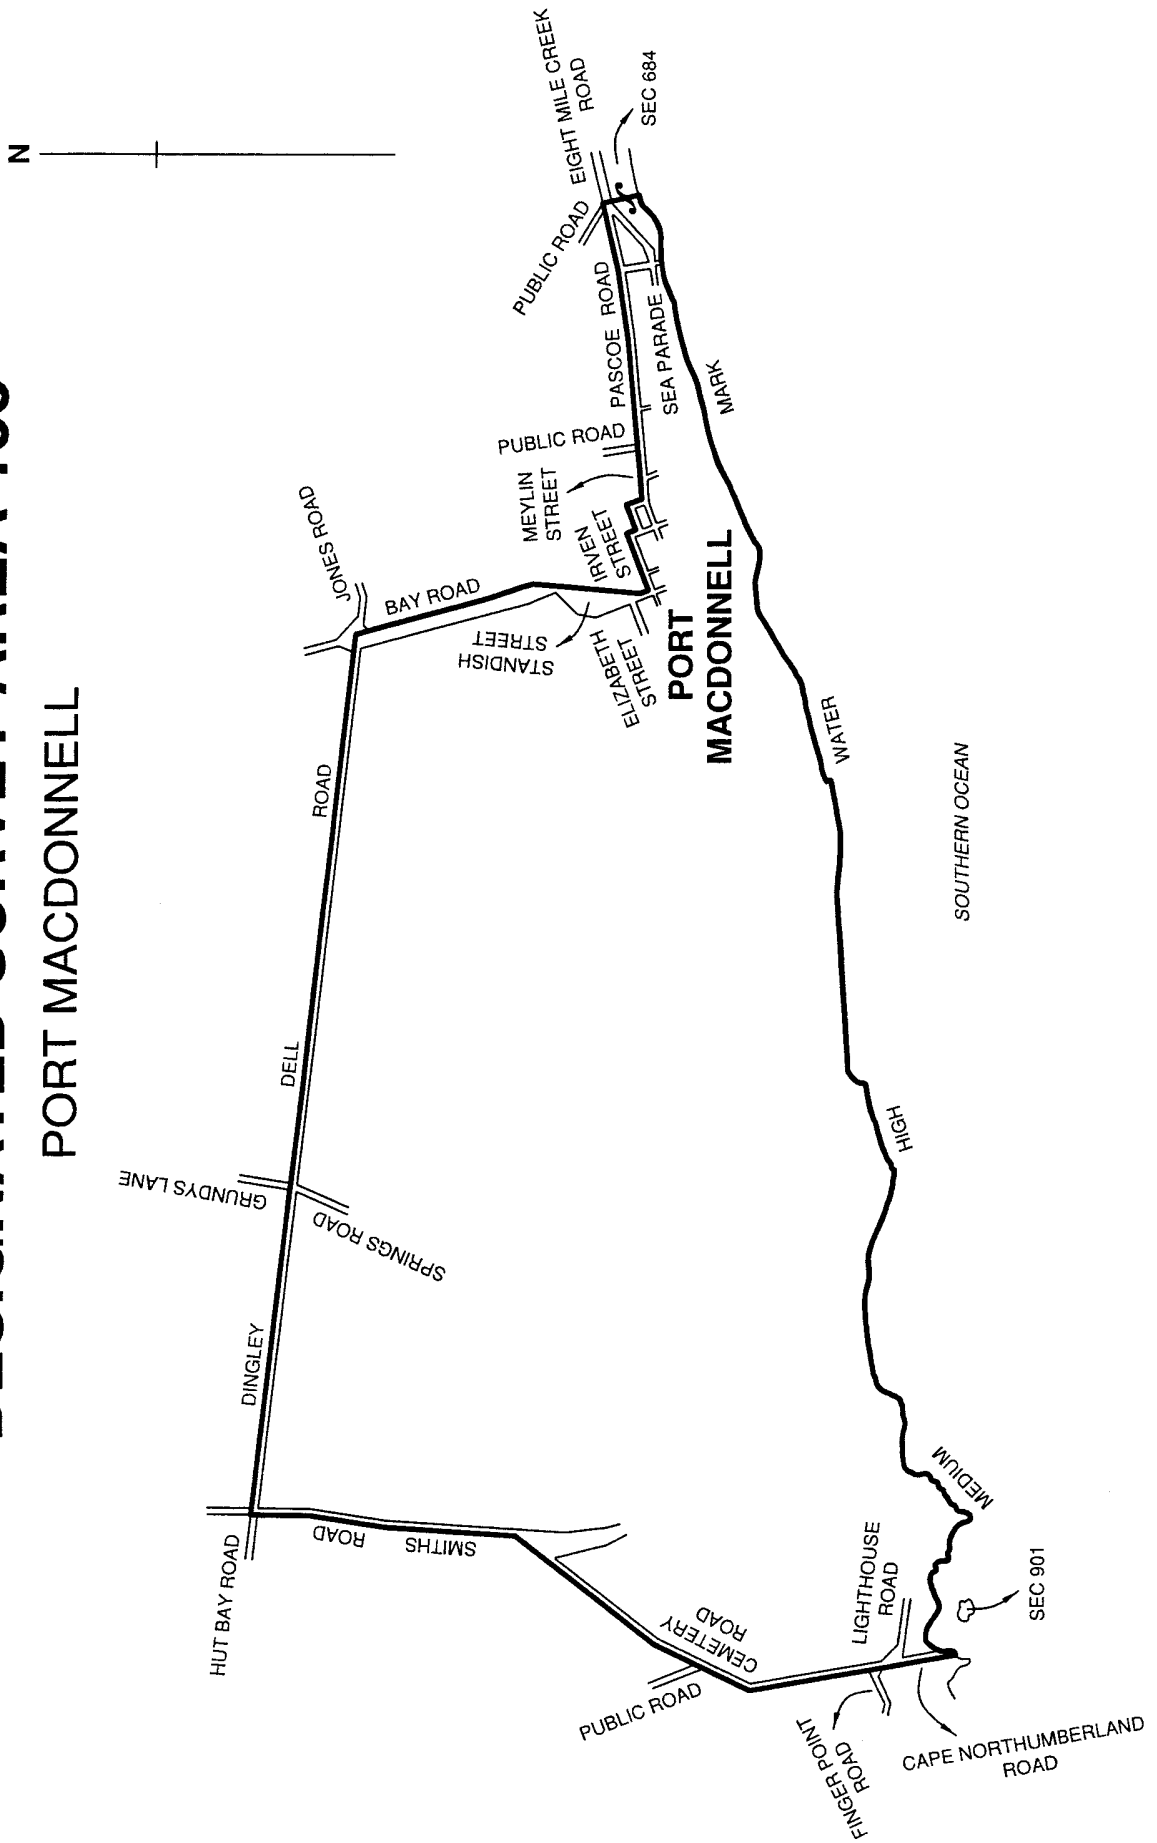 PORT MACDONNELL
N
EIGHT MILE CREEK
ROAD
SEC 684
PUBLIC ROAD
PASCOE ROAD
SEA PARADE
MARK
PUBLIC ROAD
MEYLIN
STREET
IRVEN
STREET
JONES ROAD
BAY ROAD
STANDISH
STREET
ELIZABETH
STREET
PORT
MACDONNELL
WATER
SOUTHERN OCEAN
ROAD
DELL
HIGH
GRUNDYS LANE
SPRINGS ROAD
DINGLEY
MEDIUM
HUT BAY ROAD
SMITHS ROAD
CEMETERY
ROAD
LIGHTHOUSE
ROAD
SEC 901
PUBLIC ROAD
FINGER POINT
ROAD
CAPE NORTHUMBERLAND
ROAD